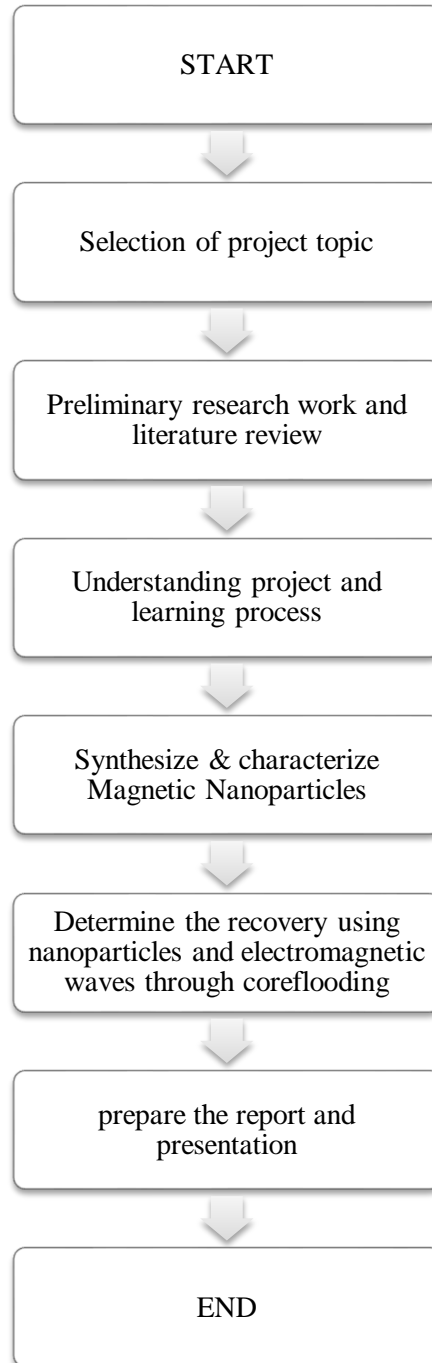 START
Selection of project topic
Preliminary research work and
literature review
Understanding project and
learning process
Synthesize & characterize
Magnetic Nanoparticles
Determine the recovery using
nanoparticles and electromagnetic
waves through coreflooding
prepare the report and
presentation
END